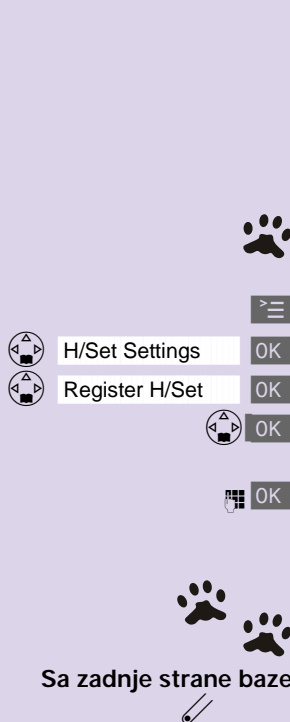 H/Set Settings OK
Register H/Set OK
OK
OK
Sa zadnje strane baze